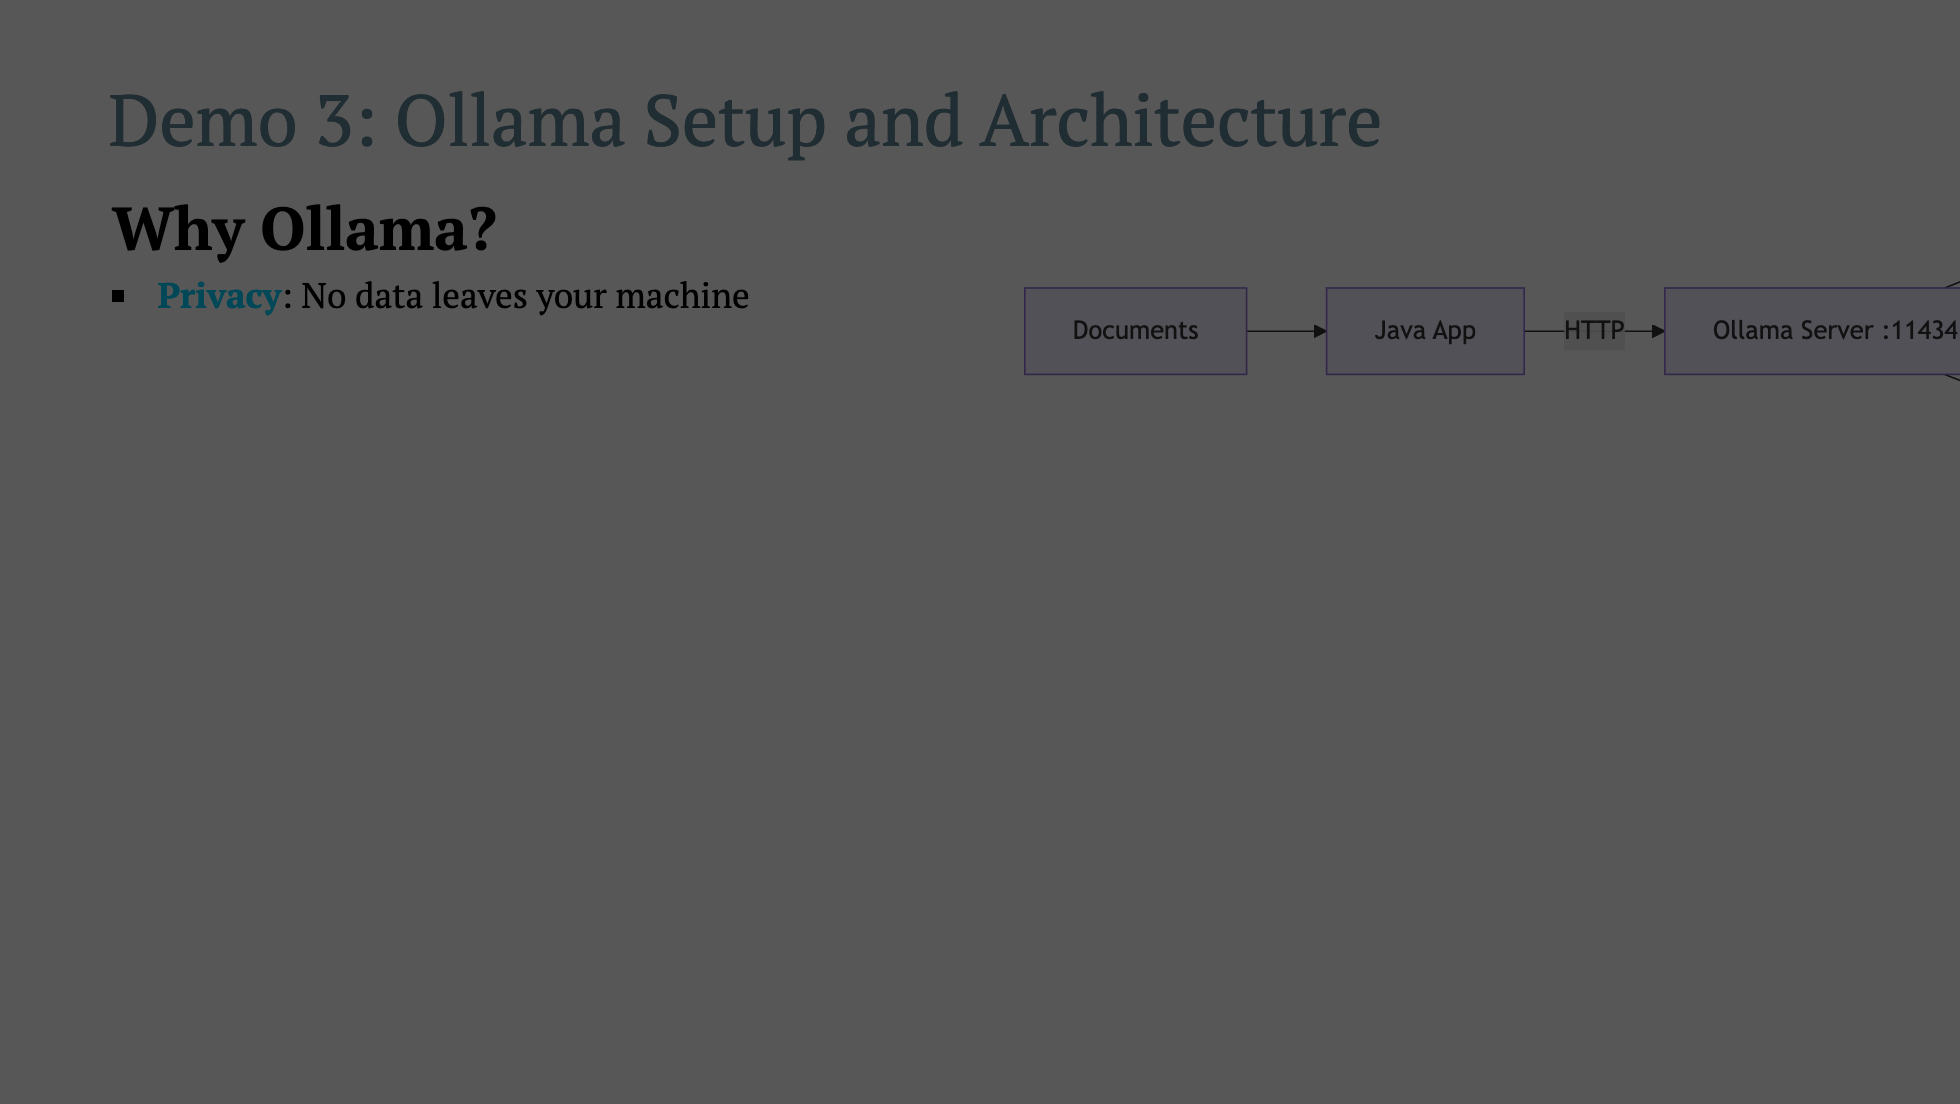 Demo 3: Ollama Setup and Architecture
Why Ollama?
▪ Privacy: No data leaves your machine
Documents
Java App
HTTP
Ollama Server :11434